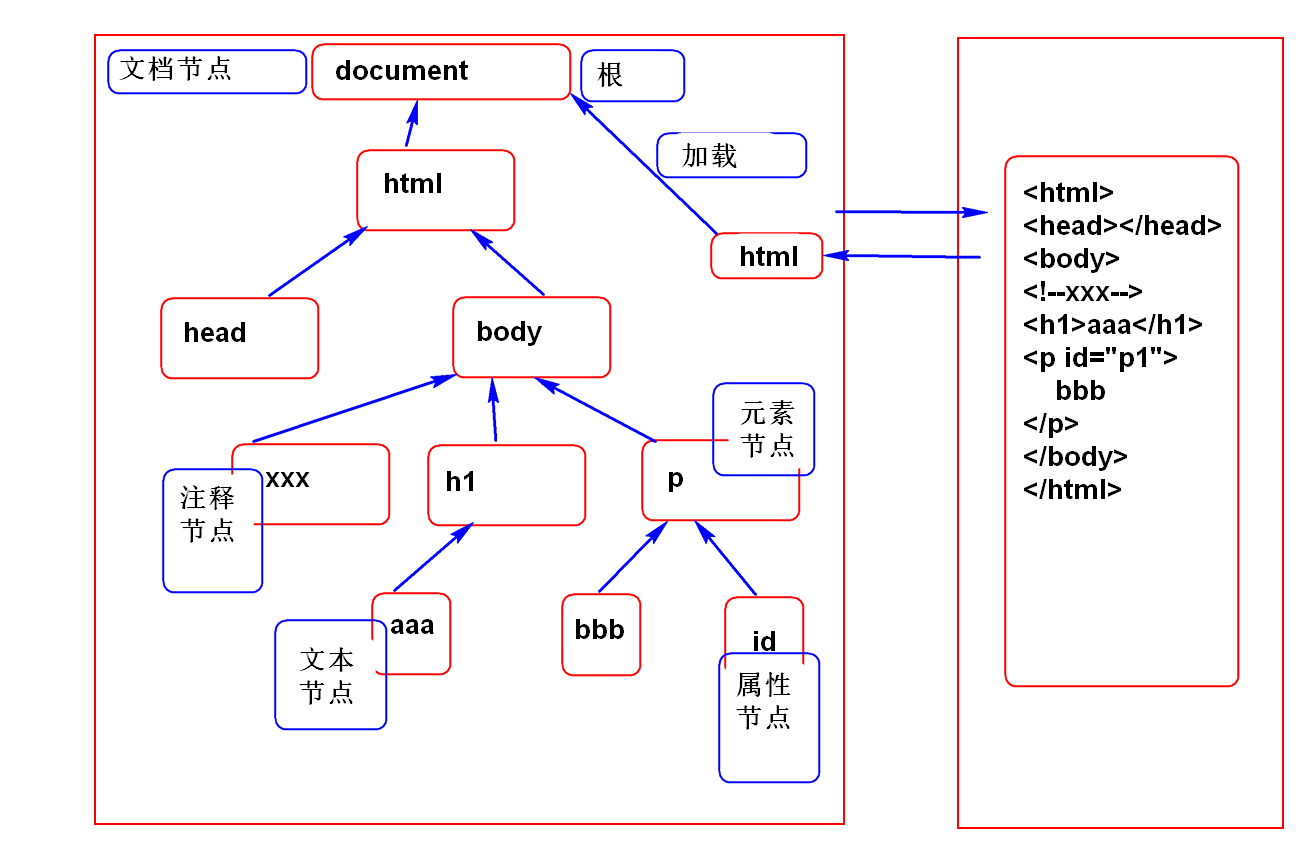 文档节点
document
根
加载
html
html
head
body
元素
节点
xxx
注释
节点
h1
p
aaa
文本
节点
bbb
id
属性
节点
<html>
<head></head>
<body>
<!--xxx-->
<h1>aaa</h1>
<p id="p1">
bbb
</p>
</body>
</html>